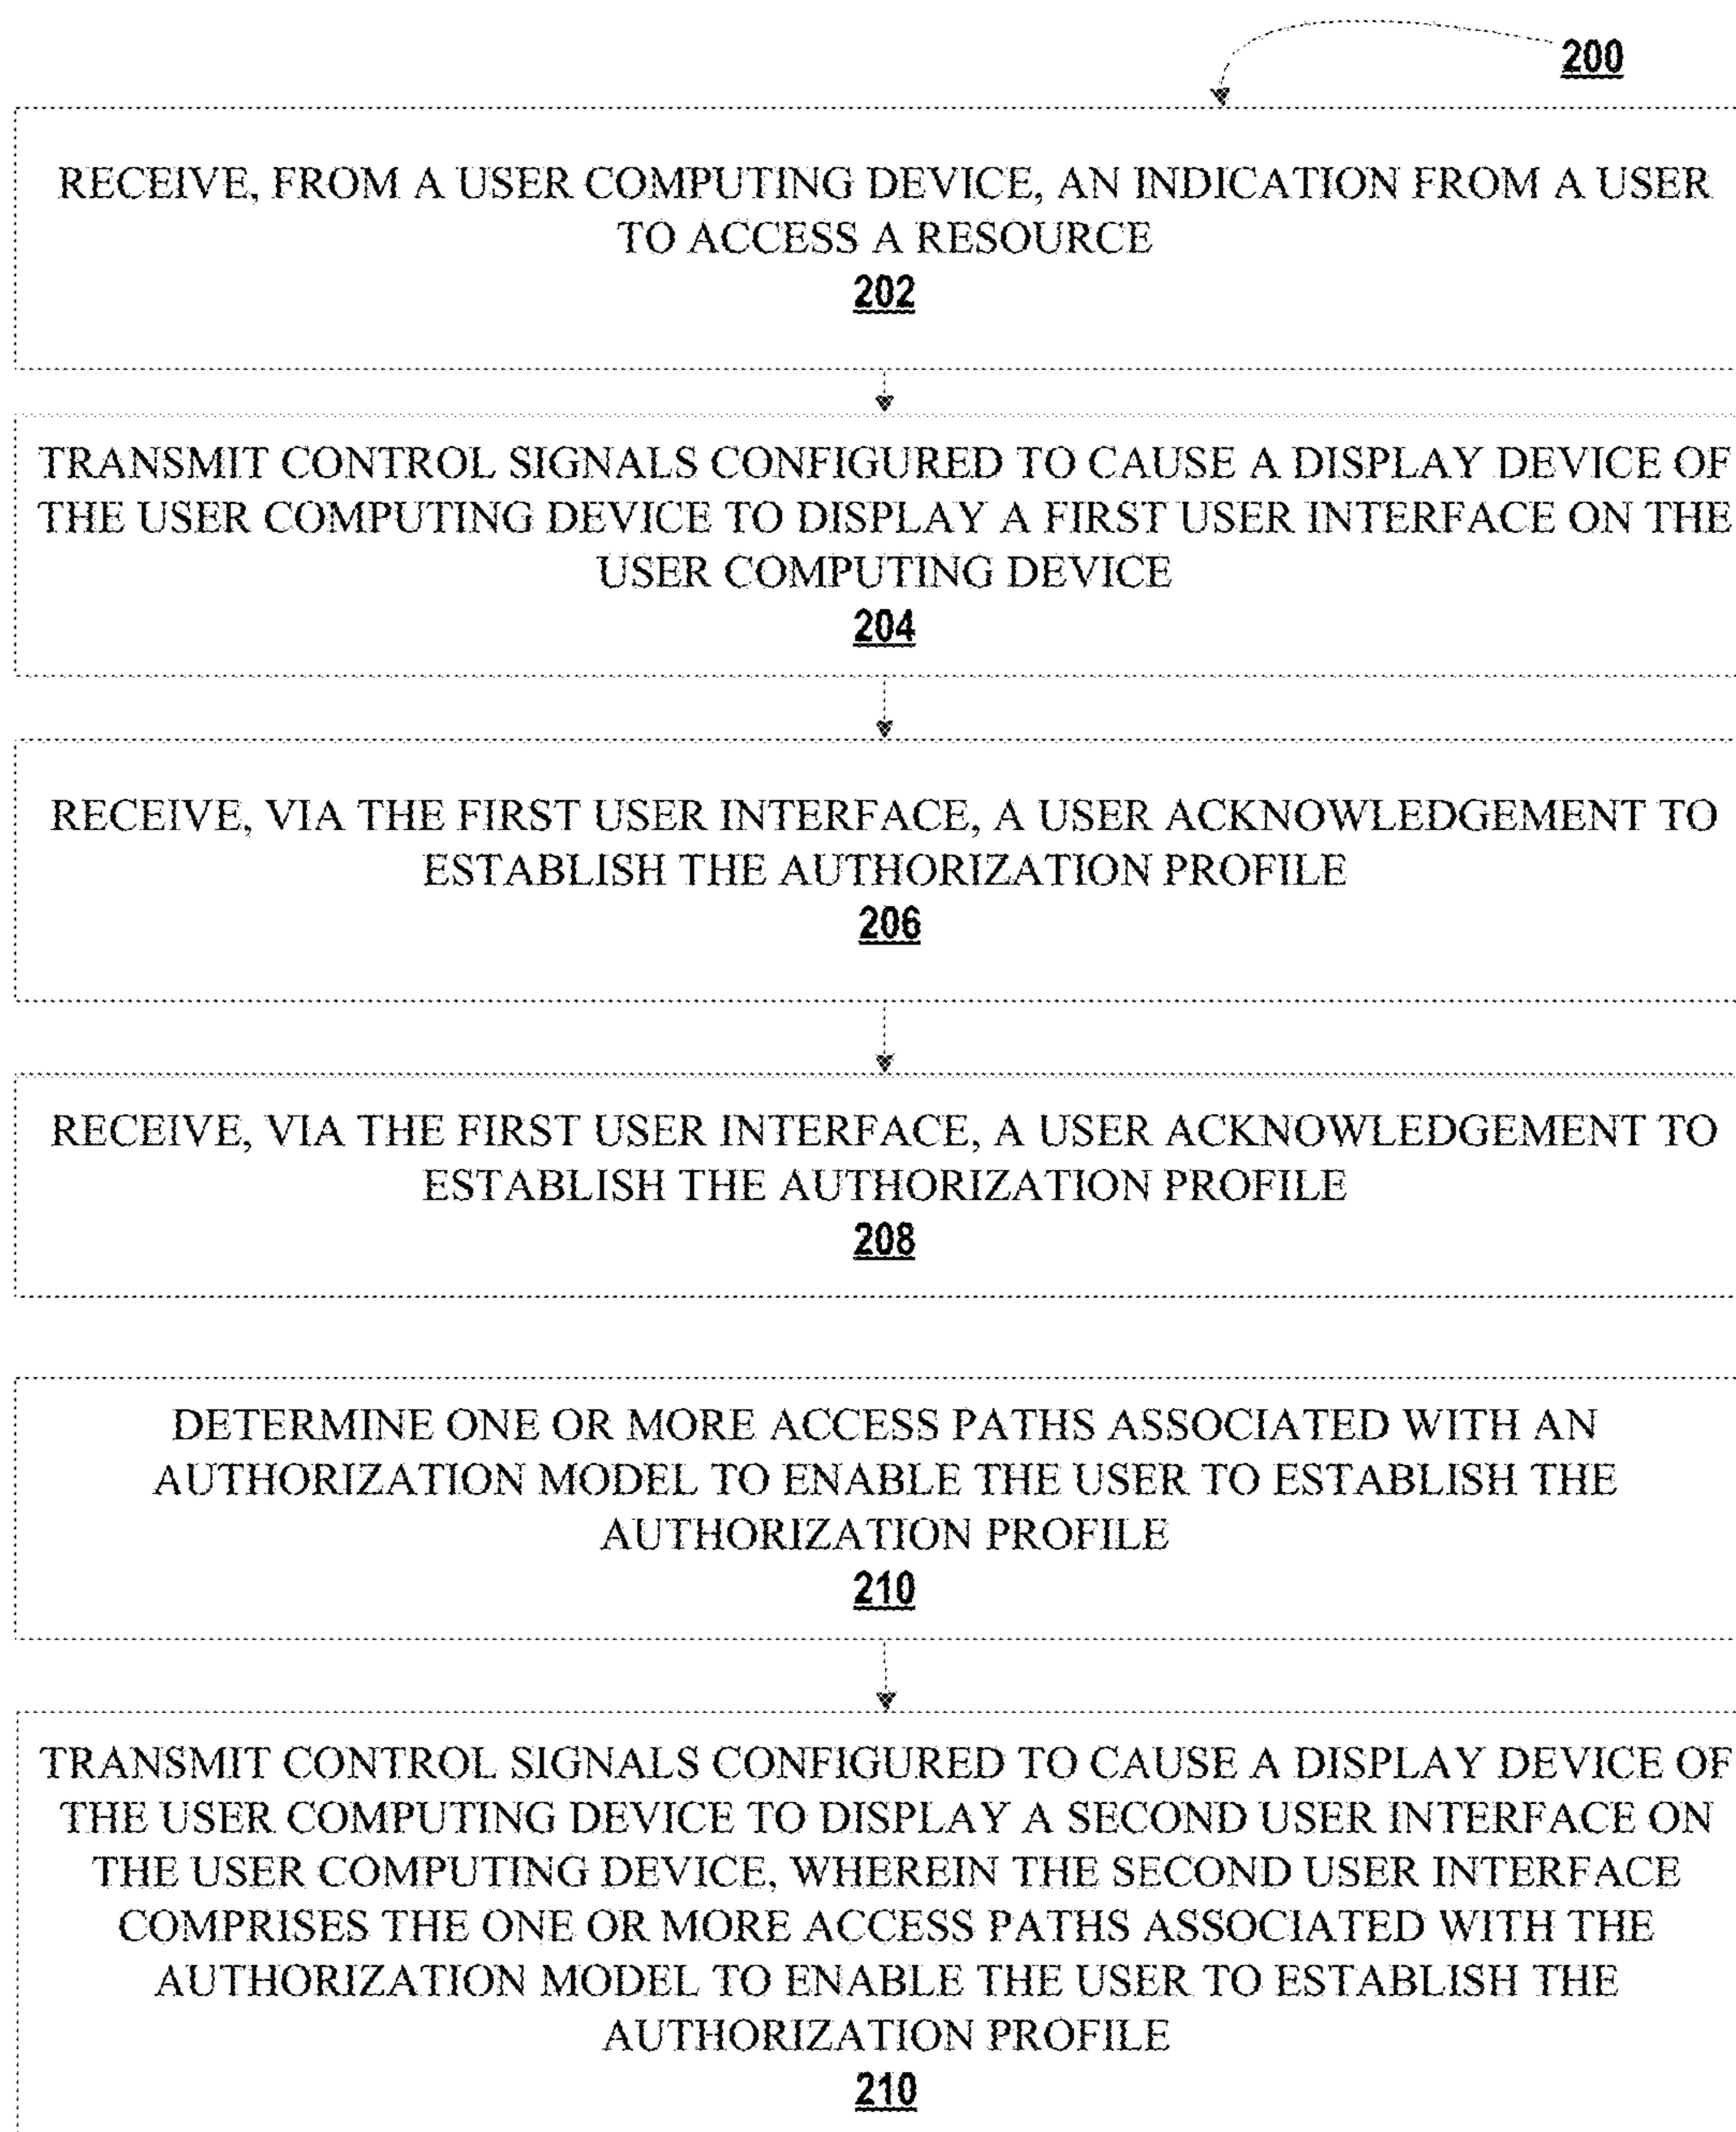 200
RECEIVE, FROM A USER COMPUTING DEVICE, AN INDICATION FROM A USER
TO ACCESS A RESOURCE
202
TRANSMIT CONTROL SIGNALS CONFIGURED TO CAUSE A DISPLAY DEVICE OF
THE USER COMPUTING DEVICE TO DISPLAY A FIRST USER INTERFACE ON THE
USER COMPUTING DEVICE
204
RECEIVE, VIA THE FIRST USER INTERFACE, A USER ACKNOWLEDGEMENT TO
ESTABLISH THE AUTHORIZATION PROFILE
206
RECEIVE, VIA THE FIRST USER INTERFACE, A USER ACKNOWLEDGEMENT TO
ESTABLISH THE AUTHORIZATION PROFILE
208
DETERMINE ONE OR MORE ACCESS PATHS ASSOCIATED WITH AN
AUTHORIZATION MODEL TO ENABLE THE USER TO ESTABLISH THE
AUTHORIZATION PROFILE
210
TRANSMIT CONTROL SIGNALS CONFIGURED TO CAUSE A DISPLAY DEVICE OF
THE USER COMPUTING DEVICE TO DISPLAY A SECOND USER INTERFACE ON
THE USER COMPUTING DEVICE, WHEREIN THE SECOND USER INTERFACE
COMPRISES THE ONE OR MORE ACCESS PATHS ASSOCIATED WITH THE
AUTHORIZATION MODEL TO ENABLE THE USER TO ESTABLISH THE
AUTHORIZATION PROFILE
210